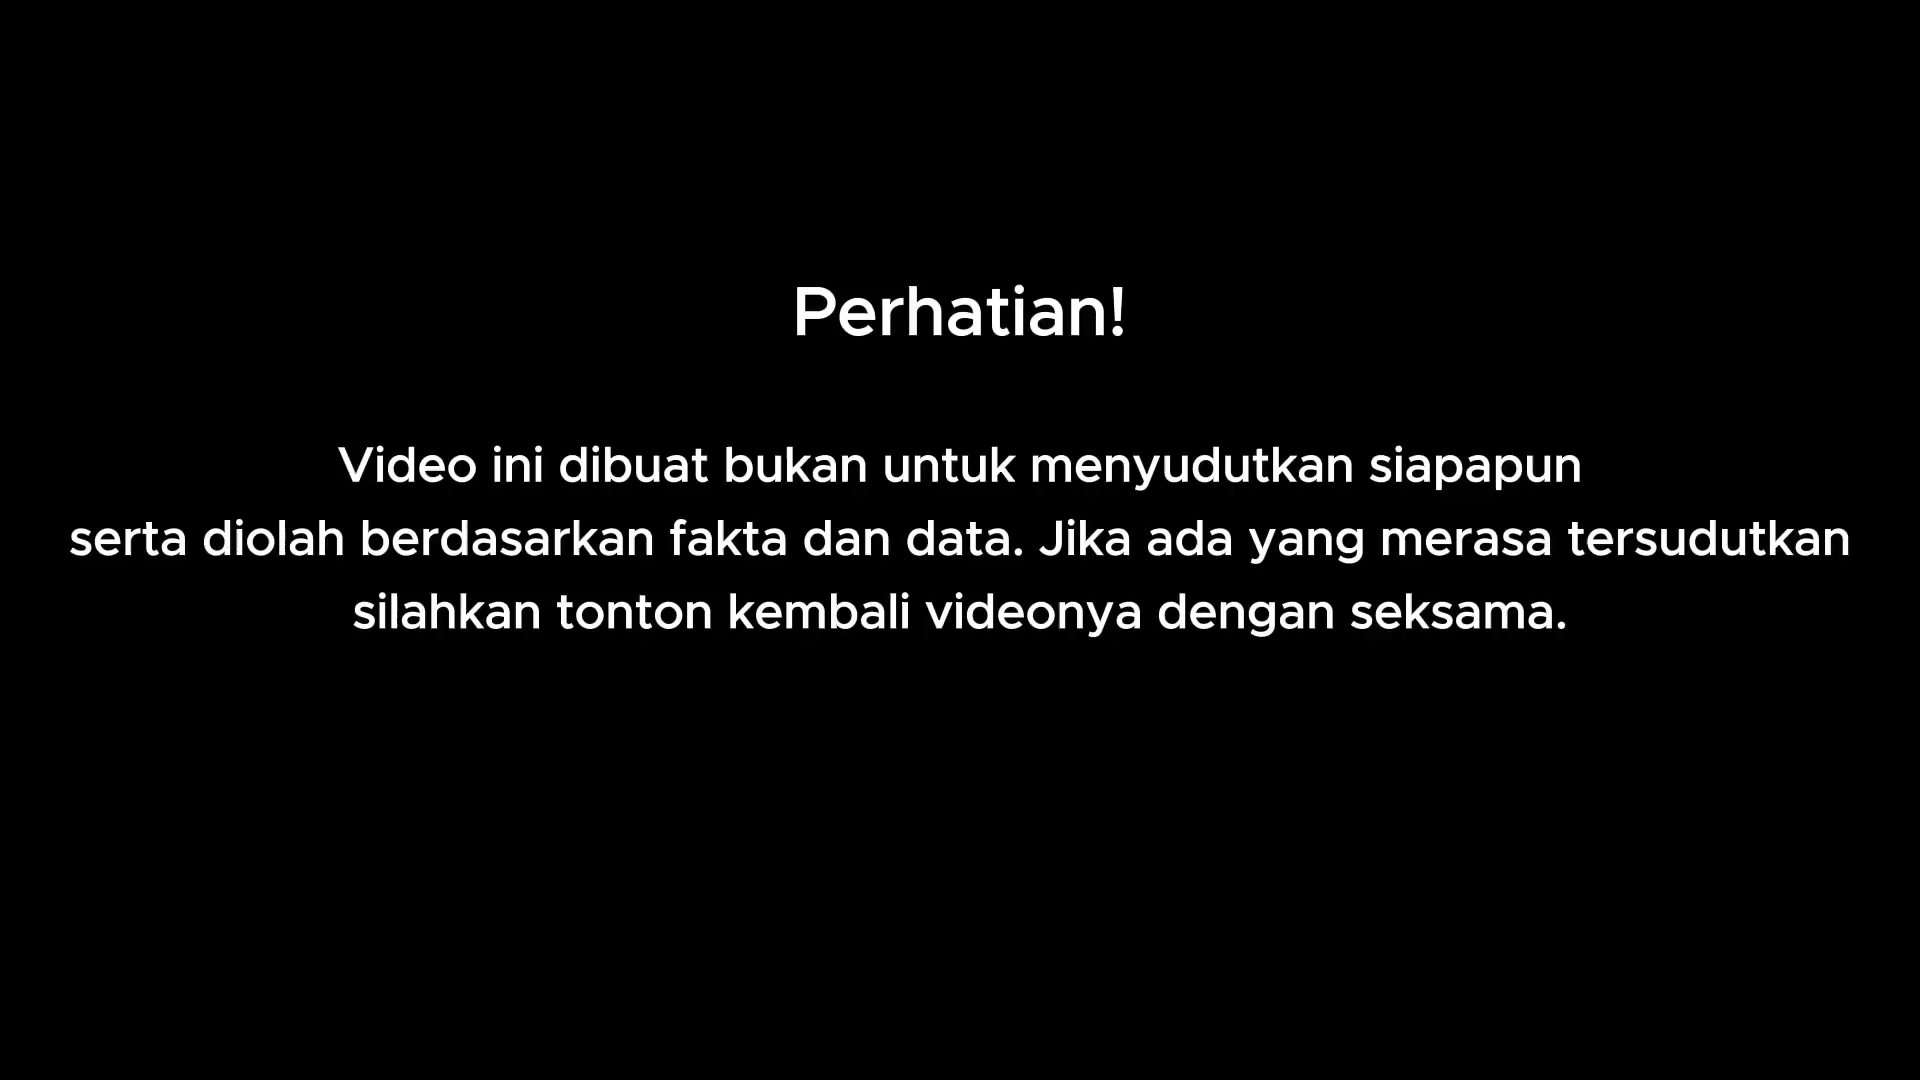 Perhatian!
Video ini dibuat bukan untuk menyudutkan siapapun
serta diolah berdasarkan fakta dan data. Jika ada yang merasa tersudutkan
silahkan tonton kembali videonya dengan seksama.